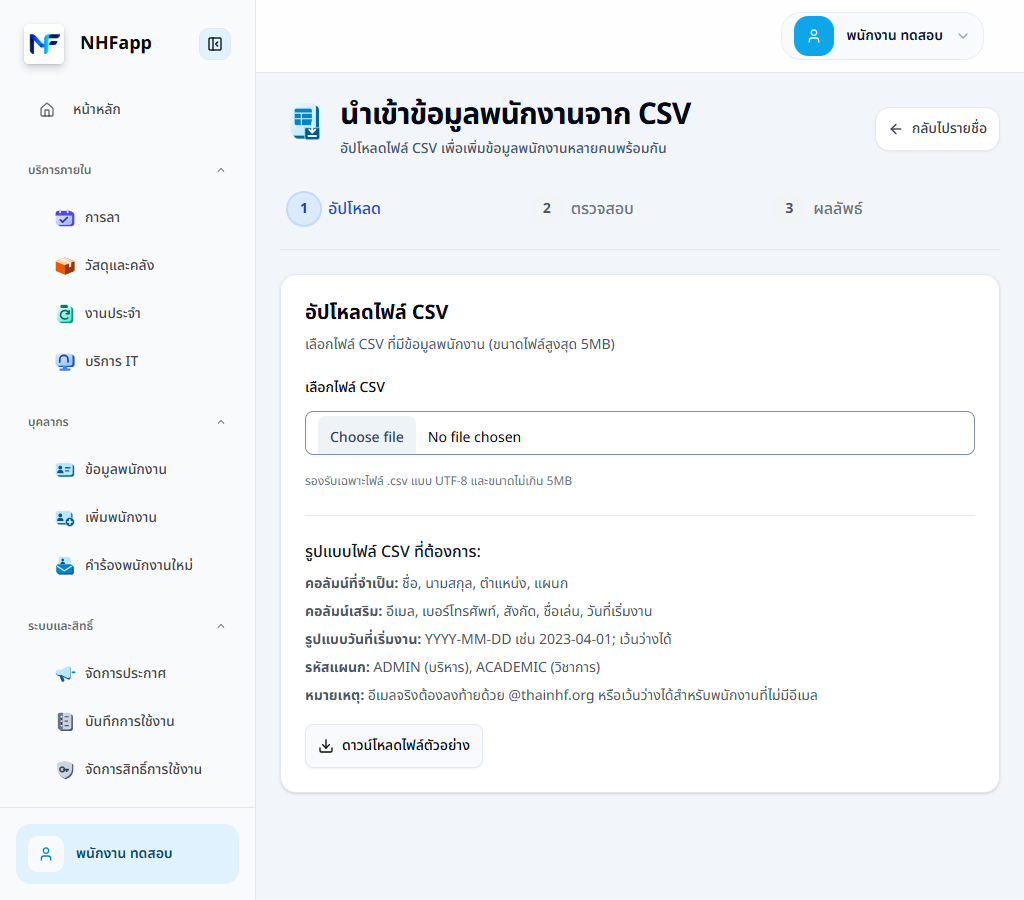 NHFapp
พนักงาน ทดสอบ
หน้าหลัก
บริการภายใน
การลา
วัสดุและคลัง
งานประจำ
บริการ IT
บุคลากร
ข้อมูลพนักงาน
เพิ่มพนักงาน
คำร้องพนักงานใหม่
ระบบและสิทธิ์
จัดการประกาศ
บันทึกการใช้งาน
จัดการสิทธิ์การใช้งาน
พนักงาน ทดสอบ
นำเข้าข้อมูลพนักงานจาก CSV
อัปโหลดไฟล์ CSV เพื่อเพิ่มข้อมูลพนักงานหลายคนพร้อมกัน
กลับไปรายชื่อ
1 อัปโหลด
2 ตรวจสอบ
3 ผลลัพธ์
อัปโหลดไฟล์ CSV
เลือกไฟล์ CSV ที่มีข้อมูลพนักงาน (ขนาดไฟล์สูงสุด 5MB)
เลือกไฟล์ CSV
Choose file No file chosen
รองรับเฉพาะไฟล์ .csv แบบ UTF-8 และขนาดไม่เกิน 5MB
รูปแบบไฟล์ CSV ที่ต้องการ:
คอลัมน์ที่จำเป็น: ชื่อ, นามสกุล, ตำแหน่ง, แผนก
คอลัมน์เสริม: อีเมล, เบอร์โทรศัพท์, สังกัด, ชื่อเล่น, วันที่เริ่มงาน
รูปแบบวันที่เริ่มงาน: YYYY-MM-DD เช่น 2023-04-01; เว้นว่างได้
รหัสแผนก: ADMIN (บริหาร), ACADEMIC (วิชาการ)
หมายเหตุ: อีเมลจริงต้องลงท้ายด้วย @thainhf.org หรือเว้นว่างได้สำหรับพนักงานที่ไม่มีอีเมล
ดาวน์โหลดไฟล์ตัวอย่าง